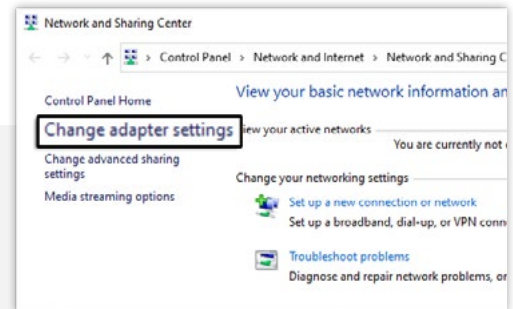 Network and Sharing Center
Control Panel > Network and Internet > Network and Sharing C
Control Panel Home
Change adapter settings
Change advanced sharing
settings
Media streaming options
View your basic network information an
View your active networks
You are currently not
Change your networking settings
Set up a new connection or network
Set up a broadband, dial-up, or VPN conn
Troubleshoot problems
Diagnose and repair network problems, or